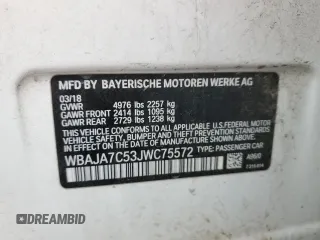 MFD BY BAYERISCHE MOTOREN WERKE AG
03/18
GVWR 4976 lbs 2257 kg
GAWR FRONT 2414 lbs 1095 kg
GAWR REAR 2729 lbs 1238 kg
THIS VEHICLE CONFORMS TO ALL APPLICABLE U.S. FEDERAL MOTOR
VEHICLE SAFETY, BUMPER AND THEFT PREVENTION STANDARDS IN
EFFECT ON THE DATE OF MANUFACTURE SHOWN ABOVE.
WBAJA7C53JWC75572 TYPE: PASSENGER CAR
DREAMBID.COM